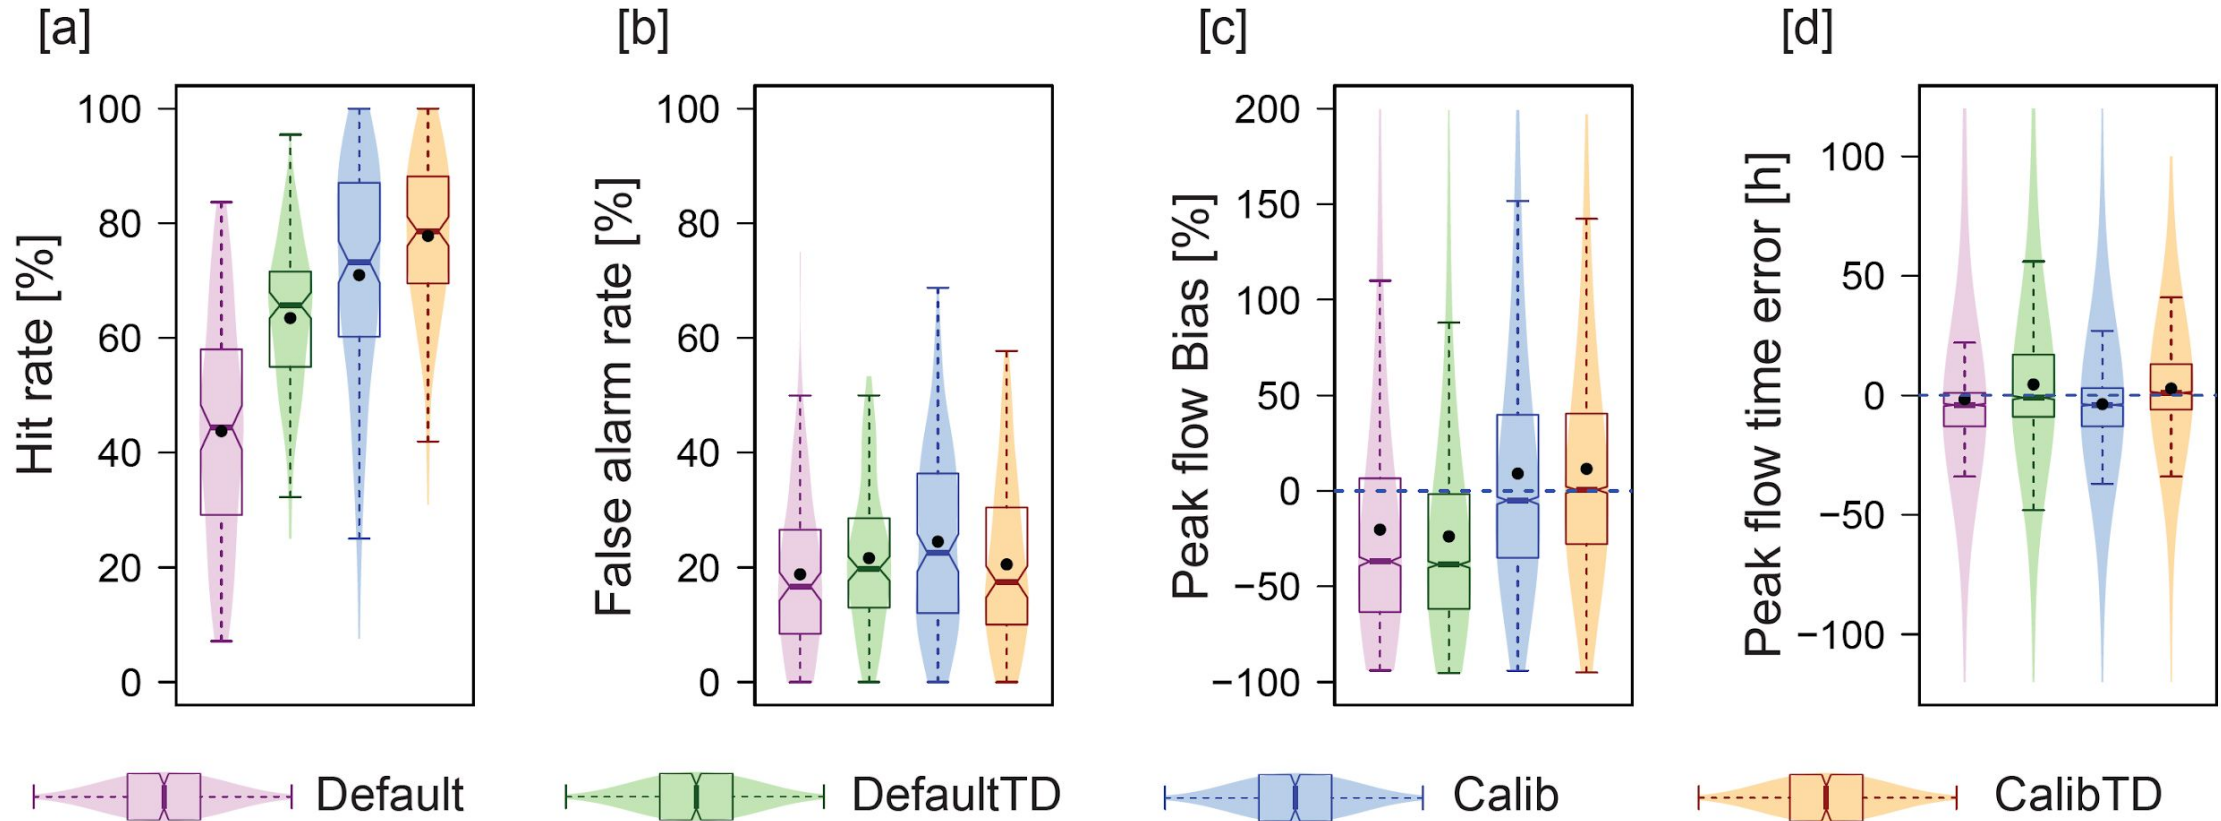 [a]
[b]
[c]
[d]
Hit rate [%]
100
80
60
40
20
0
False alarm rate [%]
100
80
60
40
20
0
Peak flow Bias [%]
200
150
100
50
0
−50
−100
Peak flow time error [h]
100
50
0
−50
−100
Default
DefaultTD
Calib
CalibTD